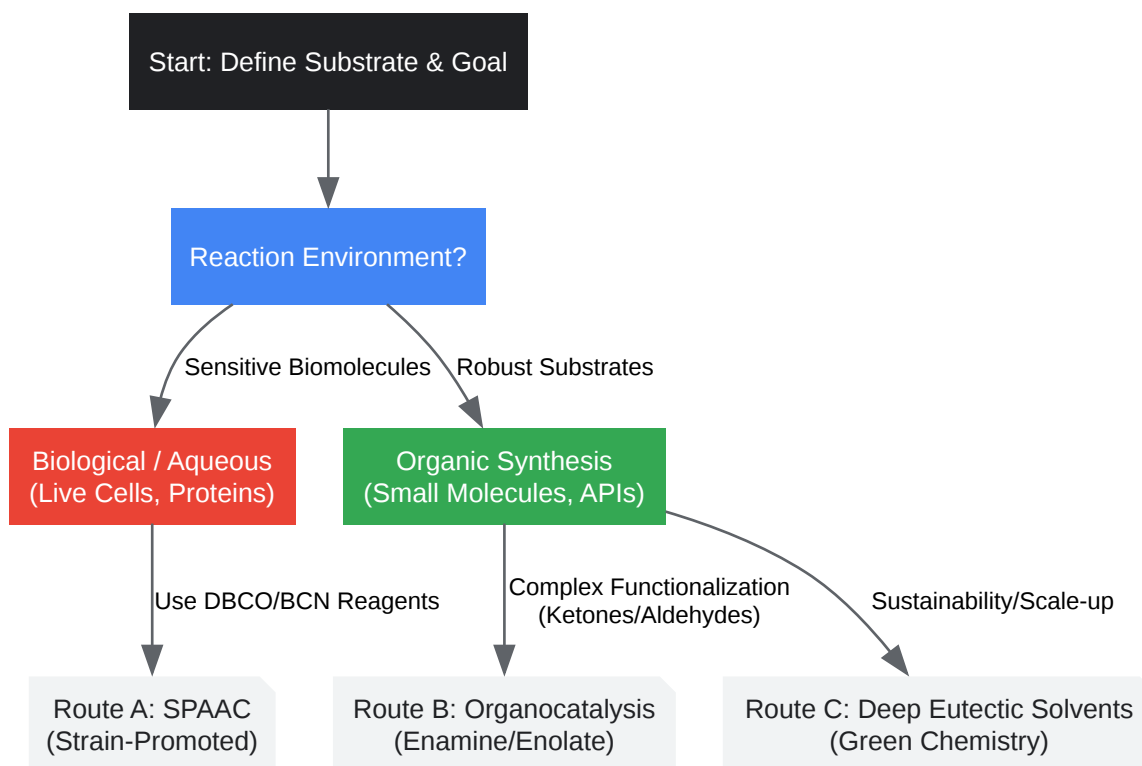 Start: Define Substrate & Goal
Reaction Environment?
Sensitive Biomolecules
Robust Substrates
Biological / Aqueous
(Live Cells, Proteins)
Organic Synthesis
(Small Molecules, APIs)
Use DBCO/BCN Reagents
Complex Functionalization
(Ketones/Aldehydes)
Sustainability/Scale-up
Route A: SPAAC
(Strain-Promoted)
Route B: Organocatalysis
(Enamine/Enolate)
Route C: Deep Eutectic Solvents
(Green Chemistry)